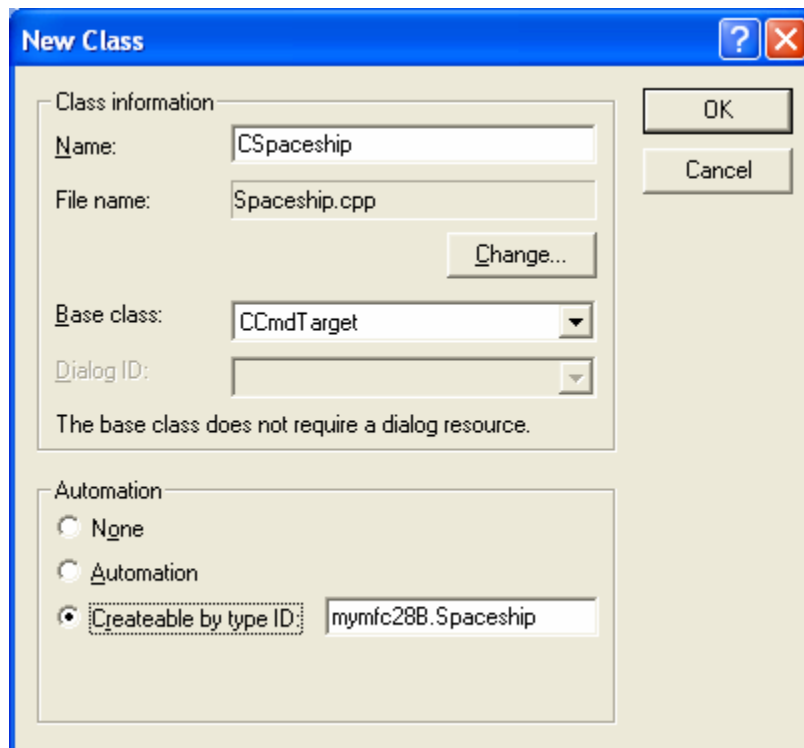 New Class
Class information
Name:
CSpaceship
File name:
Spaceship.cpp
Change...
Base class:
CCmdTarget
Dialog ID:
The base class does not require a dialog resource.
OK
Cancel
Automation
None
Automation
Createable by type ID:
mymfc28B.Spaceship